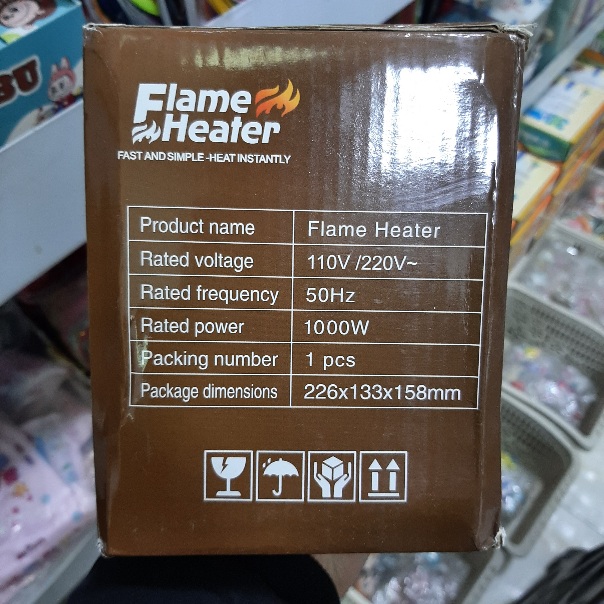 BU
Flame
Heater
FAST AND SIMPLE-HEAT INSTANTLY
Product name Flame Heater
Rated voltage 110V /220V~
Rated frequency 50Hz
Rated power 1000W
Packing number 1 pcs
Package dimensions 226x133x158mm